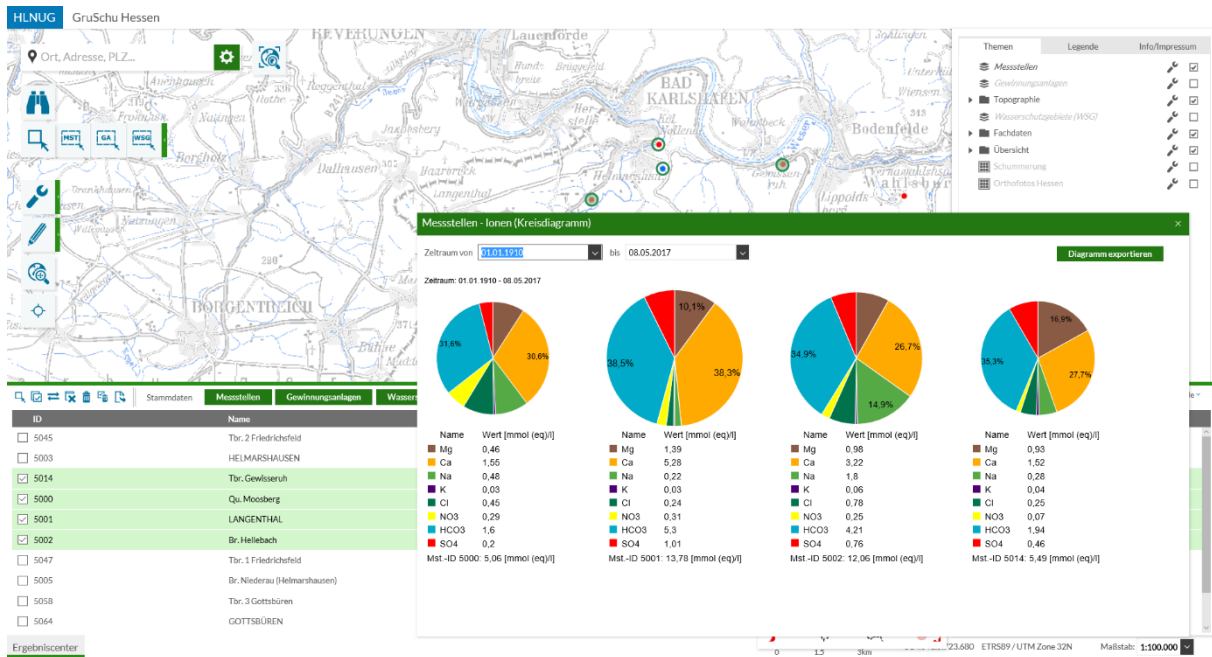 HLNUG GruSchu Hessen
Ort, Adresse, PLZ...
MST GA WSG
BEVERUNGEN
Lauenförde
BAD
KARLSHAFEN
Bodenfelde
Dallhausen
Langenthal
BORGENTREICH
Themen Legende Info/Impressum
Messstellen
Gewinnungsanlagen
Topographie
Wasserschutzgebiete (WSG)
Fachdaten
Übersicht
Schummerung
Orthofotos Hessen
Messstellen - Ionen (Kreisdiagramm) ×
Zeitraum von 01.01.1910 bis 08.05.2017 Diagramm exportieren
Zeitraum: 01.01.1910 - 08.05.2017
31,6% 30,6%
10,1% 38,5% 38,3%
34,9% 26,7% 14,9%
16,9% 35,3% 27,7%
Name Wert [mmol (eq)/l] Name Wert [mmol (eq)/l] Name Wert [mmol (eq)/l] Name Wert [mmol (eq)/l]
Mg 0,46 Mg 1,39 Mg 0,98 Mg 0,93
Ca 1,55 Ca 5,28 Ca 3,22 Ca 1,52
Na 0,48 Na 0,22 Na 1,8 Na 0,28
K 0,03 K 0,03 K 0,06 K 0,04
Cl 0,45 Cl 0,24 Cl 0,78 Cl 0,25
NO3 0,29 NO3 0,31 NO3 0,25 NO3 0,07
HCO3 1,6 HCO3 5,3 HCO3 4,21 HCO3 1,94
SO4 0,2 SO4 1,01 SO4 0,76 SO4 0,46
Mst.-ID 5000: 5,06 [mmol (eq)/l] Mst.-ID 5001: 13,78 [mmol (eq)/l] Mst.-ID 5002: 12,06 [mmol (eq)/l] Mst.-ID 5014: 5,49 [mmol (eq)/l]
Stammdaten Messstellen Gewinnungsanlagen Wassers
ID Name
5045 Tbr. 2 Friedrichsfeld
5003 HELMARSHAUSEN
5014 Tbr. Gewisseruh
5000 Qu. Moosberg
5001 LANGENTHAL
5002 Br. Hellebach
5047 Tbr. 1 Friedrichsfeld
5005 Br. Niederau (Helmarshausen)
5058 Tbr. 3 Gottsbüren
5064 GOTTSBÜREN
Ergebniscenter
0 1,5 3km
23.680 ETRS89 / UTM Zone 32N Maßstab: 1:100.000